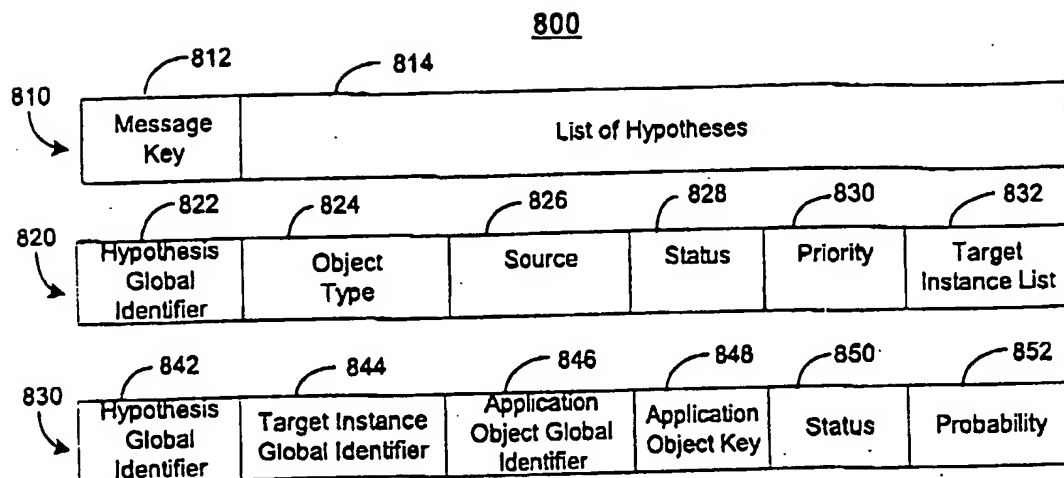 800
812 814
810
Message
Key
List of Hypotheses
822 824 826 828 830 832
820
Hypothesis
Global
Identifier
Object
Type
Source
Status
Priority
Target
Instance List
842 844 846 848 850 852
830
Hypothesis
Global
Identifier
Target Instance
Global Identifier
Application
Object Global
Identifier
Application
Object Key
Status
Probability